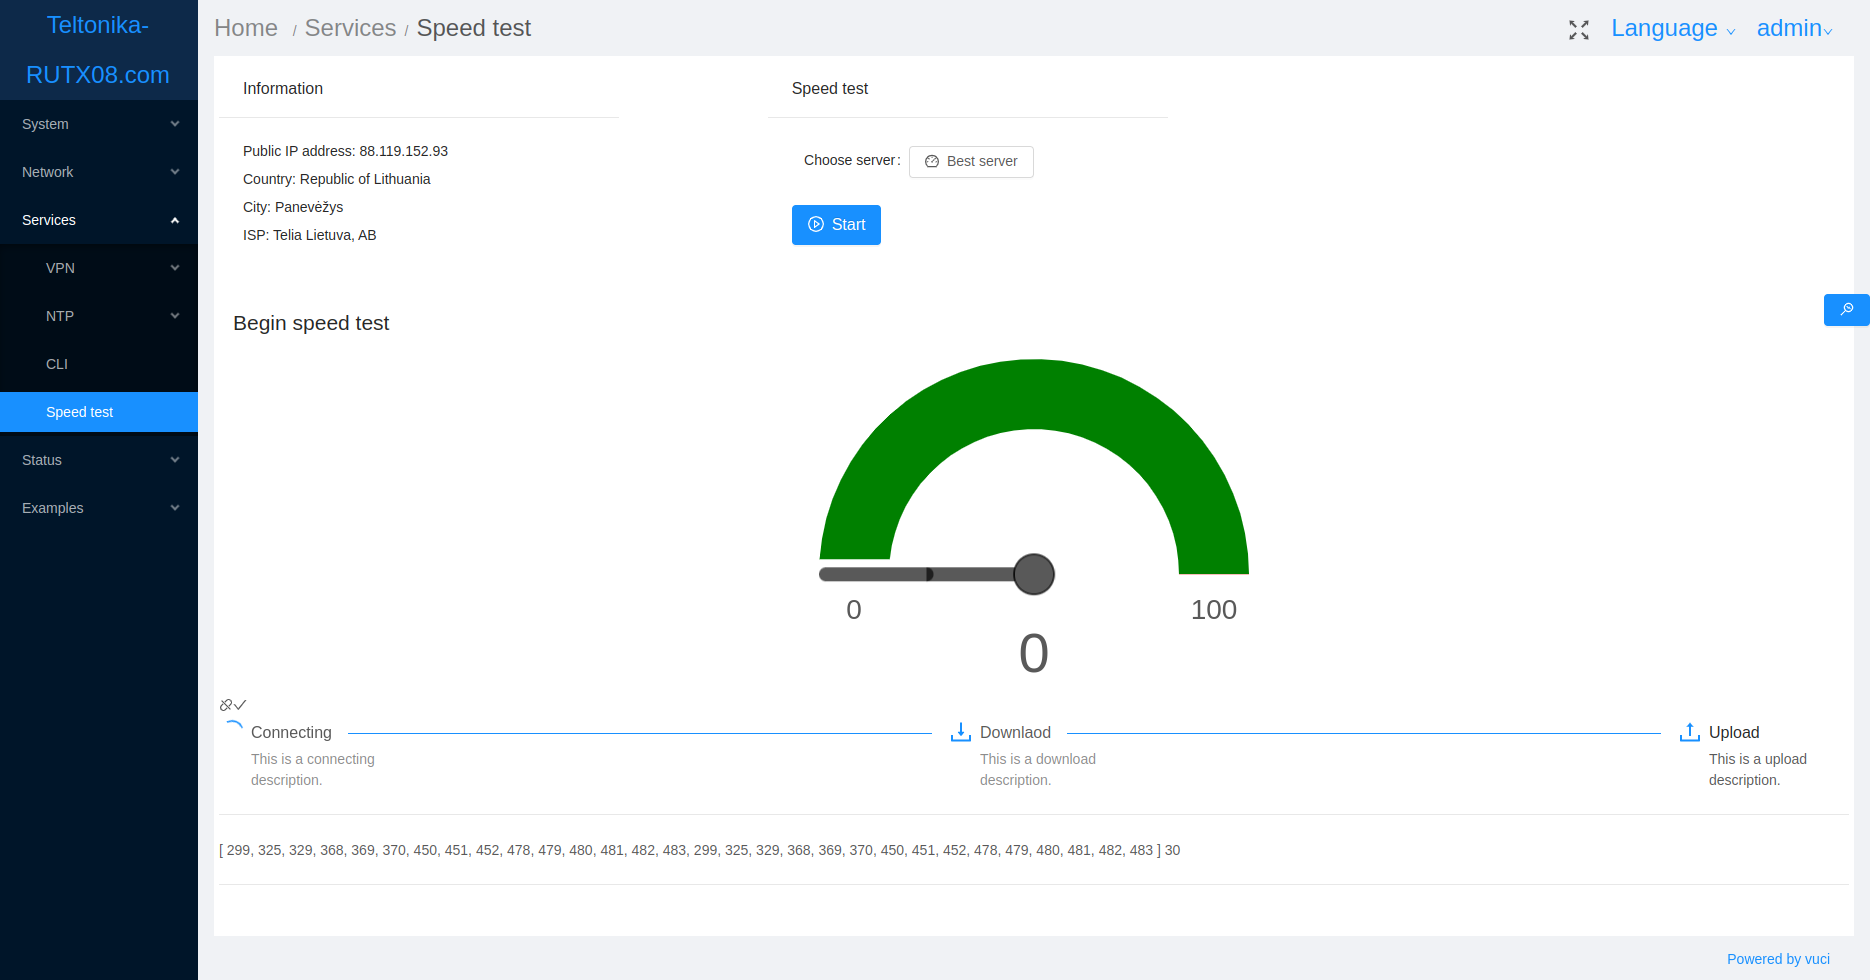 Teltonika-
RUTX08.com
Home / Services / Speed test
Language
admin
System
Network
Services
VPN
NTP
CLI
Speed test
Status
Examples
Information
Public IP address: 88.119.152.93
Country: Republic of Lithuania
City: Panevėžys
ISP: Telia Lietuva, AB
Speed test
Choose server: Best server
Start
Begin speed test
0
100
0
Connecting
This is a connecting
description.
Downlaod
This is a download
description.
Upload
This is a upload
description.
[ 299, 325, 329, 368, 369, 370, 450, 451, 452, 478, 479, 480, 481, 482, 483, 299, 325, 329, 368, 369, 370, 450, 451, 452, 478, 479, 480, 481, 482, 483 ] 30
Powered by vuci